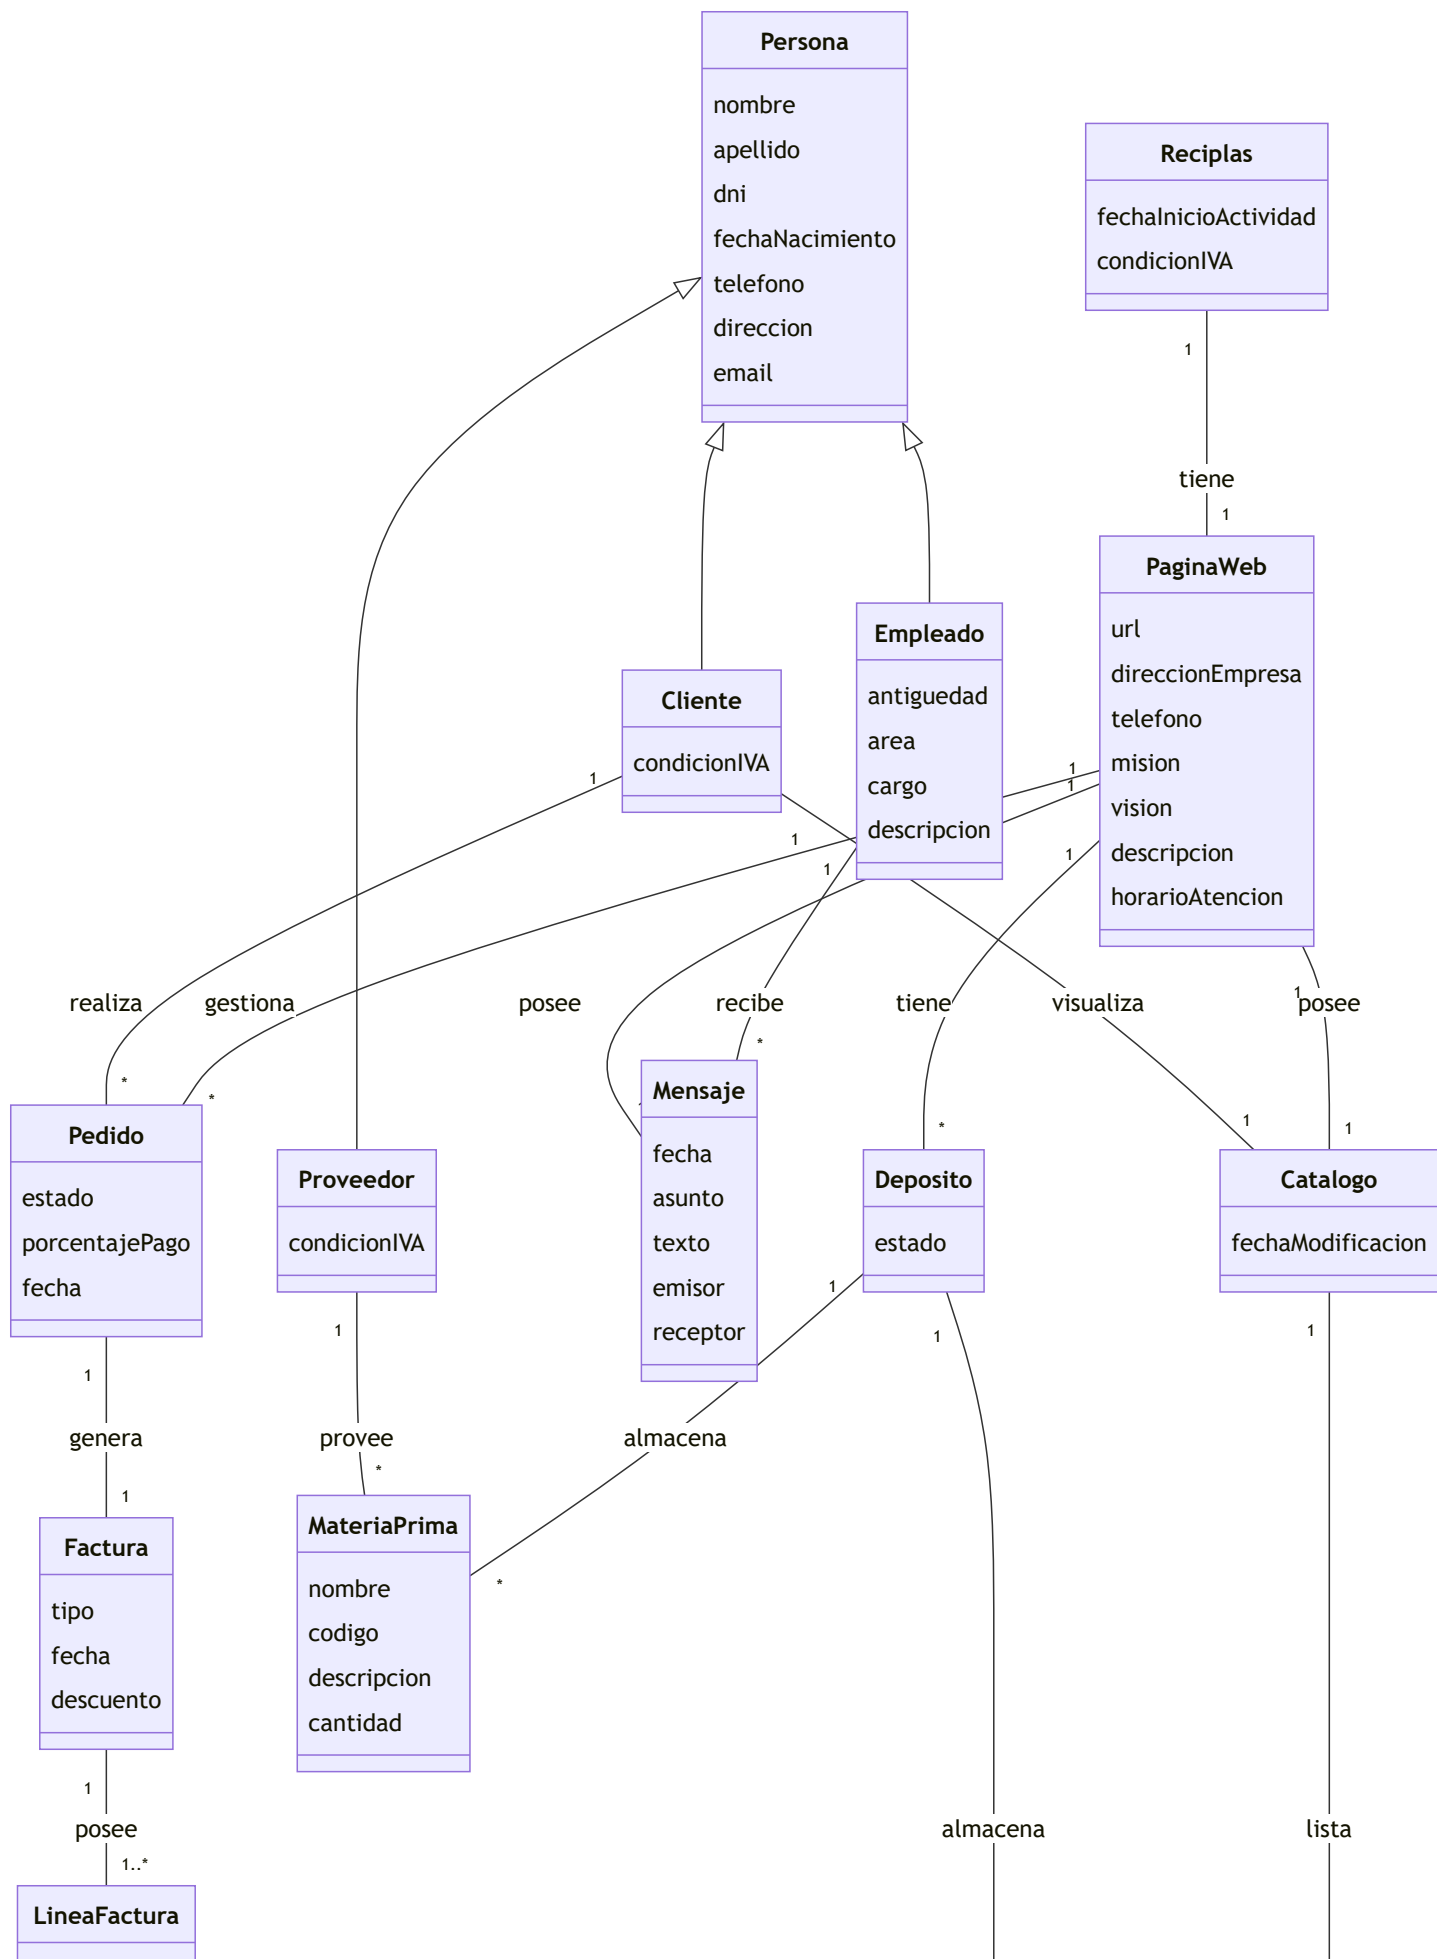 Persona
nombre
apellido
dni
fechaNacimiento
telefono
direccion
email
Reciplas
fechaInicioActividad
condicionIVA
1
tiene
1
PaginaWeb
url
direccionEmpresa
telefono
mision
vision
descripcion
horarioAtencion
Empleado
antiguedad
area
cargo
descripcion
Cliente
condicionIVA
1
1
1
1
1
1
realiza
gestiona
posee
recibe
tiene
visualiza
1
posee
*
*
*
*
1
1
Pedido
estado
porcentajePago
fecha
Proveedor
condicionIVA
Mensaje
fecha
asunto
texto
emisor
receptor
Deposito
estado
Catalogo
fechaModificacion
1
1
1
1
1
genera
provee
almacena
1
*
*
Factura
tipo
fecha
descuento
MateriaPrima
nombre
codigo
descripcion
cantidad
1
posee
1..*
almacena
lista
LineaFactura